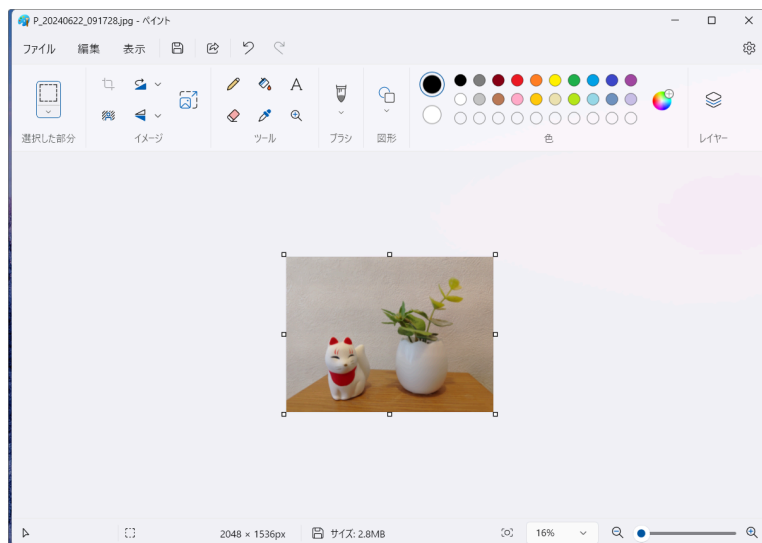 P_20240622_091728.jpg - ペイント
ファイル 編集 表示
A
選択した部分 イメージ ツール ブラシ 図形 色 レイヤー
2048 × 1536px サイズ: 2.8MB 16%